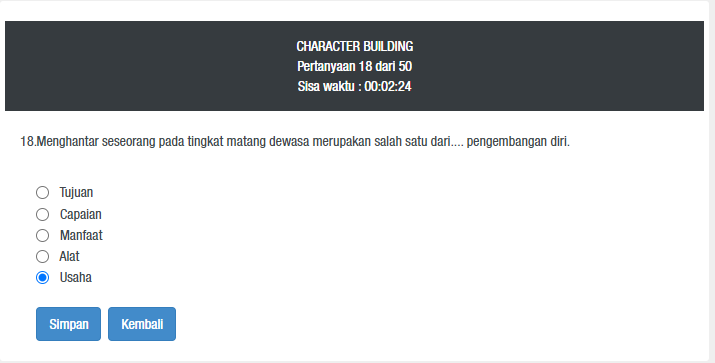 CHARACTER BUILDING
Pertanyaan 18 dari 50
Sisa waktu : 00:02:24
18.Menghantar seseorang pada tingkat matang dewasa merupakan salah satu dari.... pengembangan diri.
Tujuan
Capaian
Manfaat
Alat
Usaha
Simpan Kembali